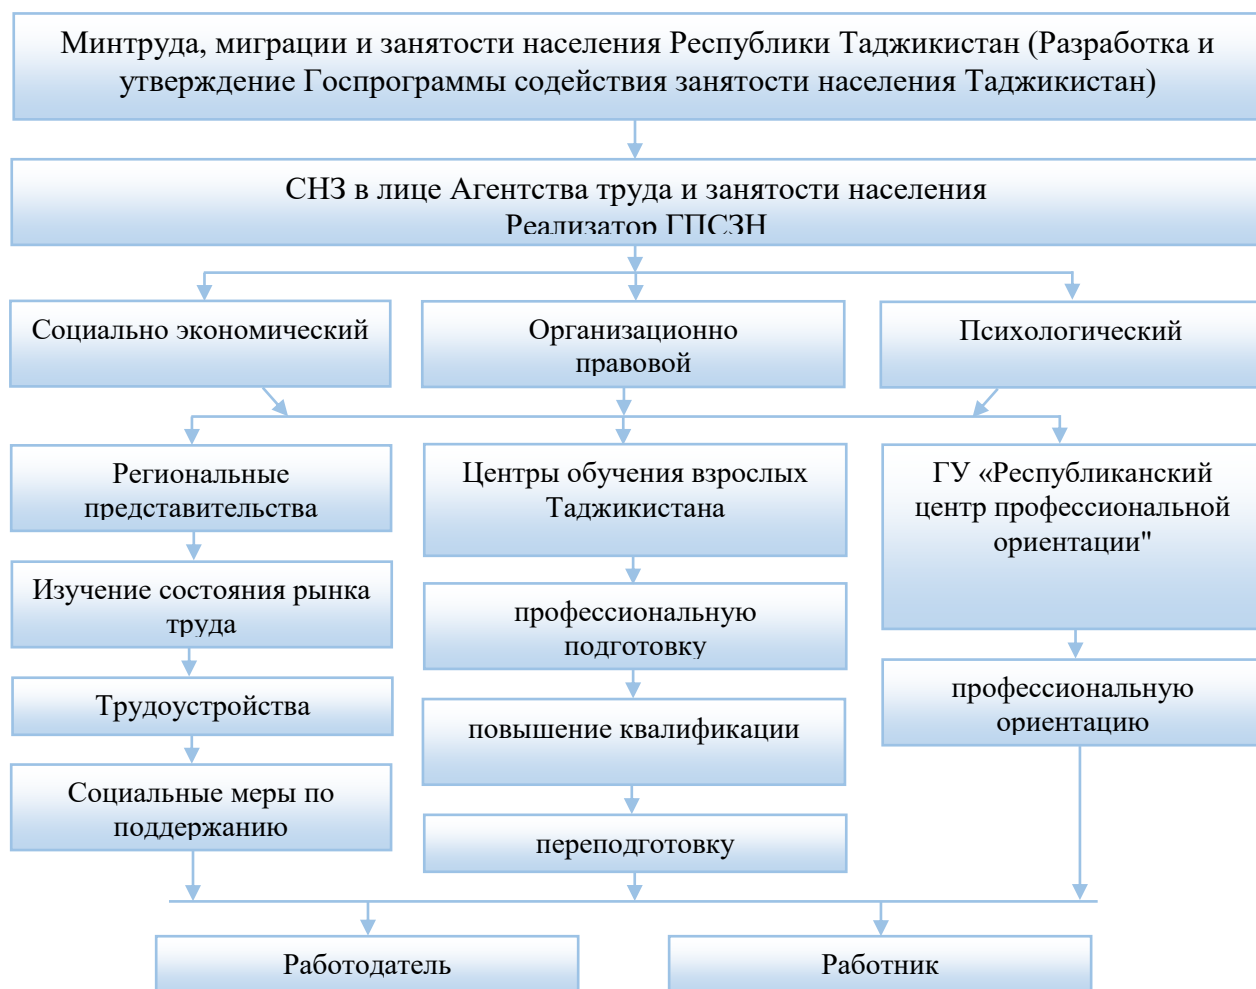 Минтруда, миграции и занятости населения Республики Таджикистан (Разработка и
утверждение Госпрограммы содействия занятости населения Таджикистан)
СНЗ в лице Агентства труда и занятости населения
Реализатор ГПСЗН
Социально экономический
Организационно
правовой
Психологический
Региональные
представительства
Центры обучения взрослых
Таджикистана
ГУ «Республиканский
центр профессиональной
ориентации"
Изучение состояния рынка
труда
профессиональную
подготовку
профессиональную
ориентацию
Трудоустройства
повышение квалификации
Социальные меры по
поддержанию
переподготовку
Работодатель
Работник